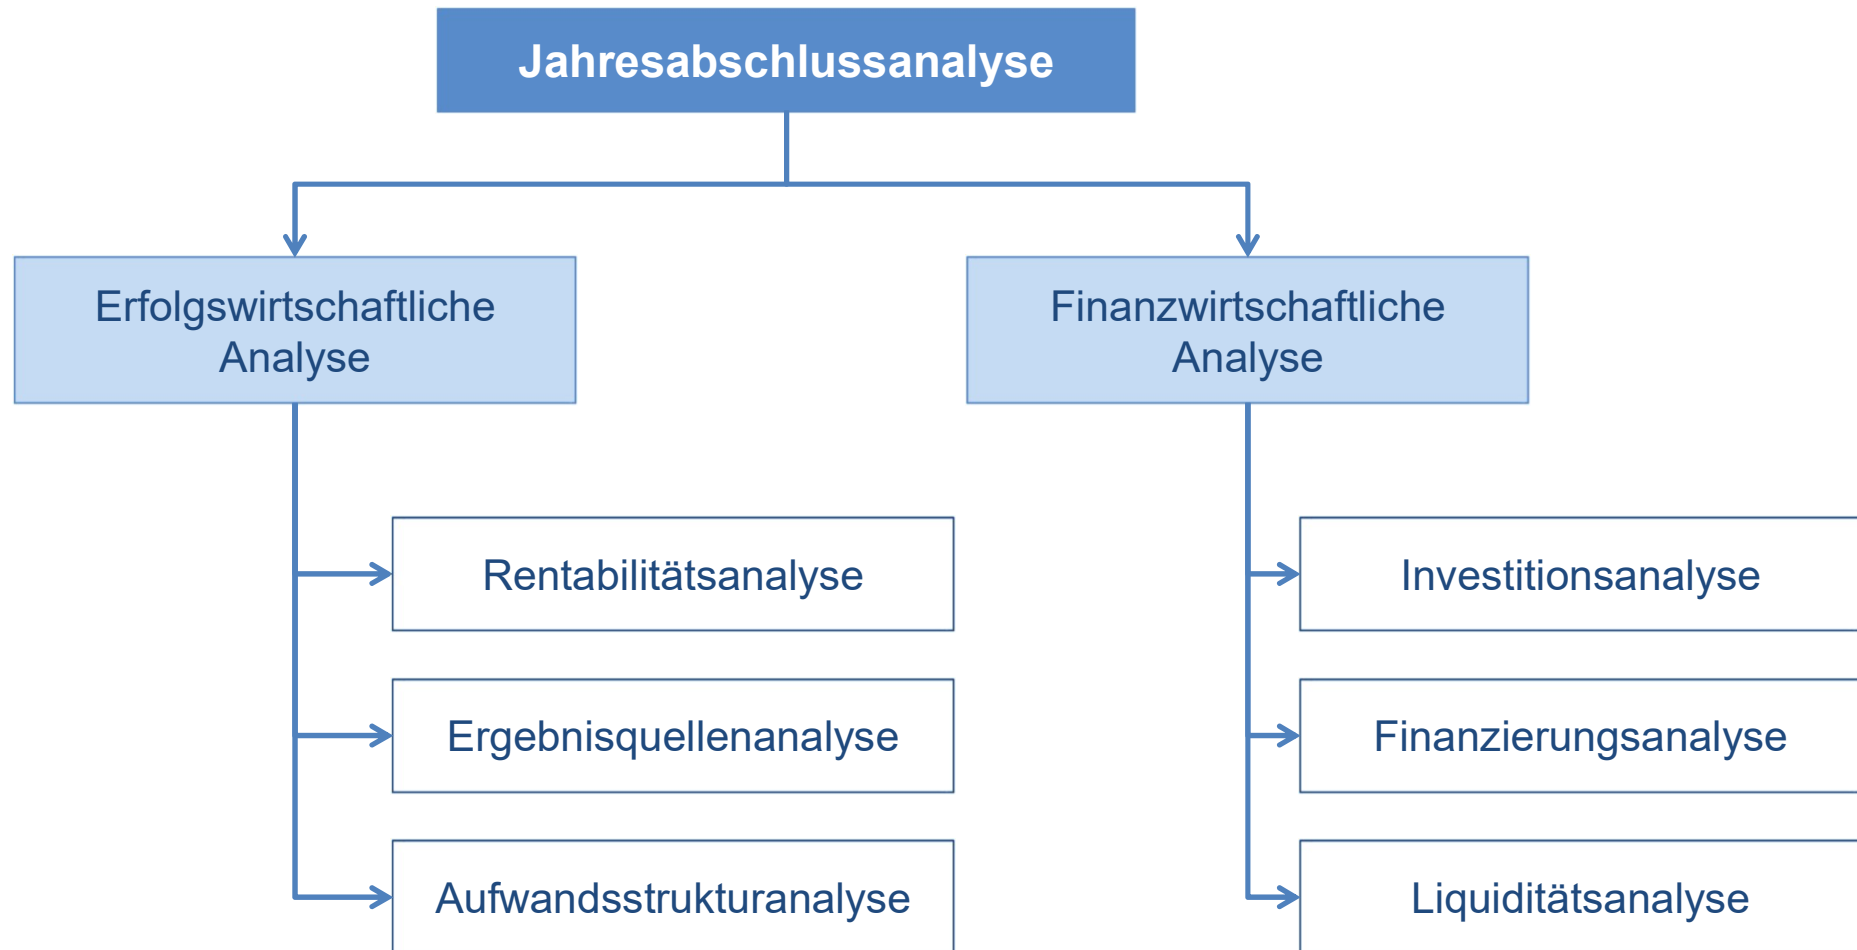 Jahresabschlussanalyse
Erfolgswirtschaftliche
Analyse
Finanzwirtschaftliche
Analyse
Rentabilitätsanalyse
Investitionsanalyse
Ergebnisquellenanalyse
Finanzierungsanalyse
Aufwandsstrukturanalyse
Liquiditätsanalyse